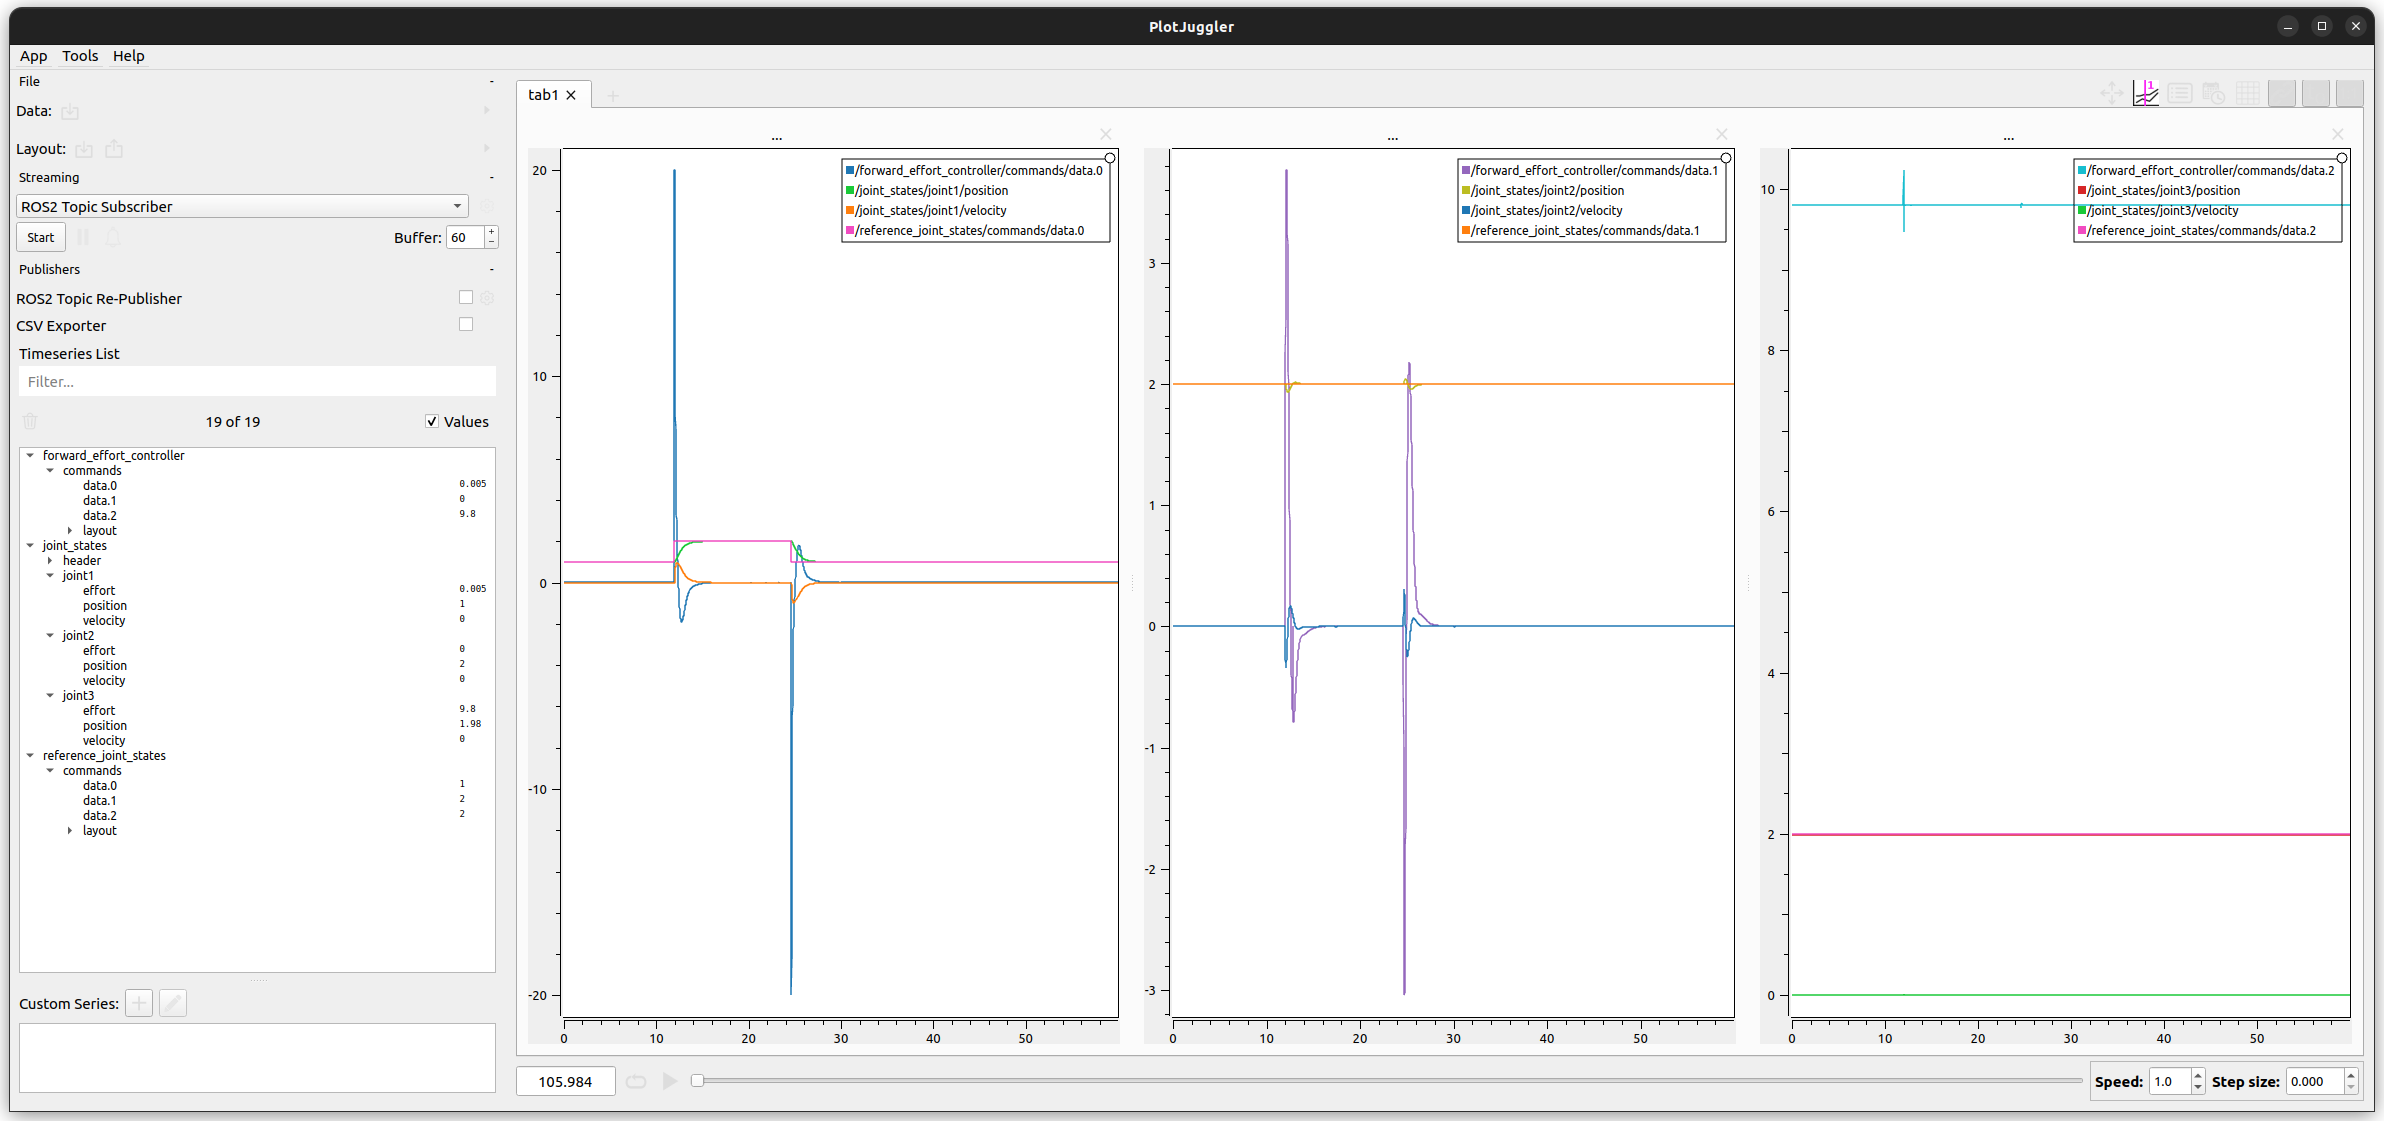 PlotJuggler
App Tools Help
File -
Data:
Layout:
Streaming -
ROS2 Topic Subscriber
Start Buffer: 60
Publishers -
ROS2 Topic Re-Publisher
CSV Exporter
Timeseries List
Filter...
19 of 19 Values
forward_effort_controller
commands
data.0 0.005
data.1 0
data.2 9.8
layout
joint_states
header
joint1
effort 0.005
position 1
velocity 0
joint2
effort 0
position 2
velocity 0
joint3
effort 9.8
position 1.98
velocity 0
reference_joint_states
commands
data.0 1
data.1 2
data.2 2
layout
Custom Series:
tab1
...
/forward_effort_controller/commands/data.0
/joint_states/joint1/position
/joint_states/joint1/velocity
/reference_joint_states/commands/data.0
20
10
0
-10
-20
0 10 20 30 40 50
...
/forward_effort_controller/commands/data.1
/joint_states/joint2/position
/joint_states/joint2/velocity
/reference_joint_states/commands/data.1
3
2
1
0
-1
-2
-3
0 10 20 30 40 50
...
/forward_effort_controller/commands/data.2
/joint_states/joint3/position
/joint_states/joint3/velocity
/reference_joint_states/commands/data.2
10
8
6
4
2
0
0 10 20 30 40 50
105.984
Speed: 1.0 Step size: 0.000